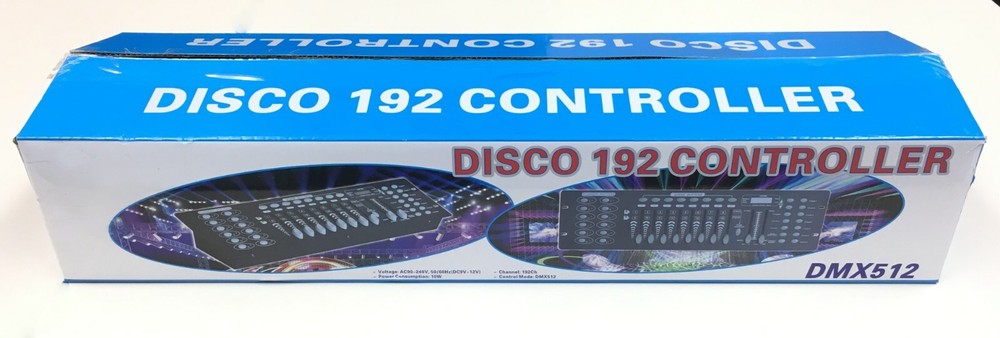 DISCO 192 CONTROLLER
DISCO 192 CONTROLLER
DISCO 192 CONTROLLER
- Voltage: AC90-240V, 50/60Hz(DC9V-12V)
- Power Consumption: 10W
- Channel: 192Ch
- Control Mode: DMX512
DMX512